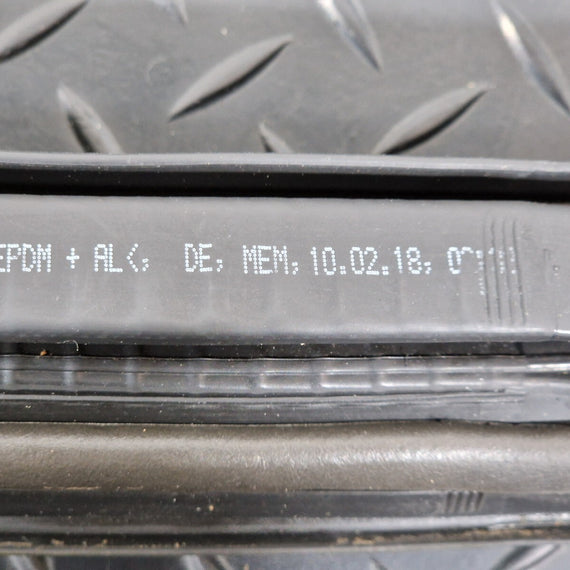 EPDM + AL<, DE, MEM, 10.02.18,